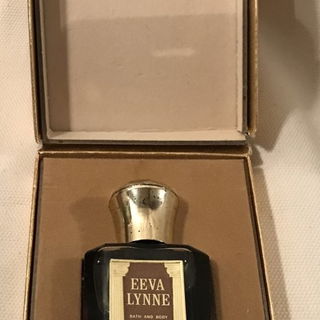 EEVA
LYNNE
BATH AND BODY